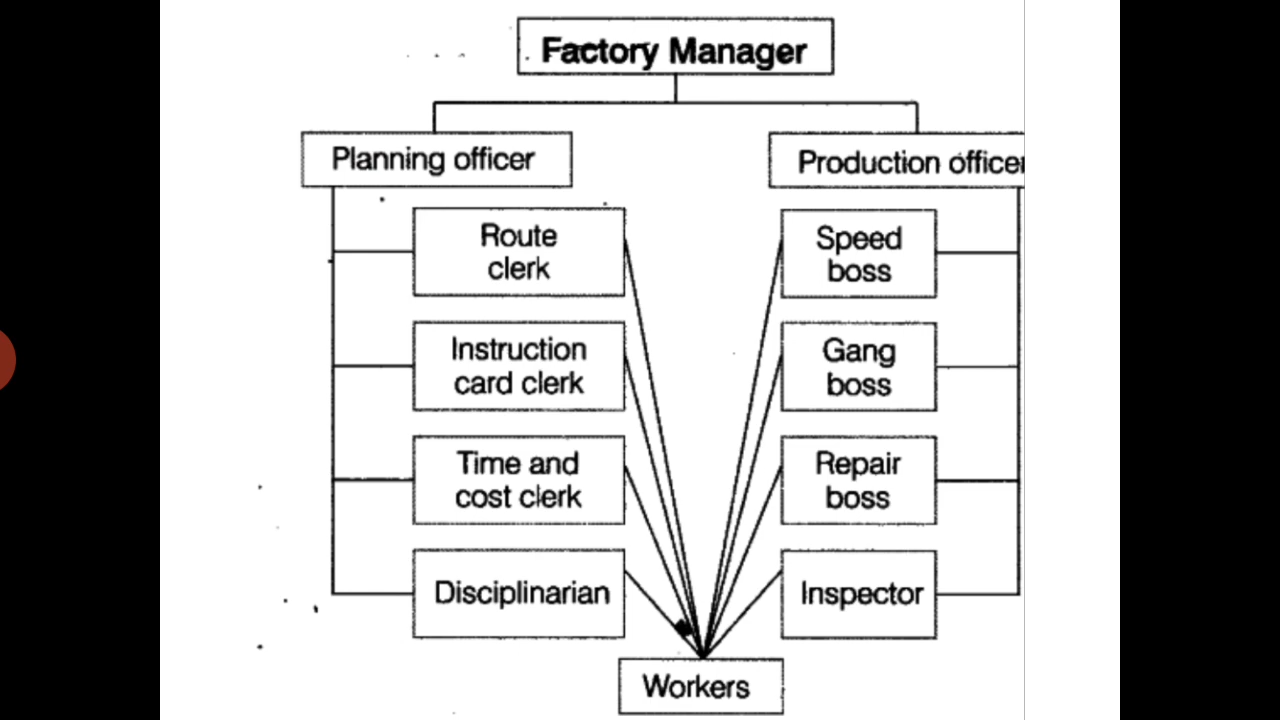 Factory Manager
Planning officer
Production officer
Route
clerk
Speed
boss
Instruction
card clerk
Gang
boss
Time and
cost clerk
Repair
boss
Disciplinarian
Inspector
Workers